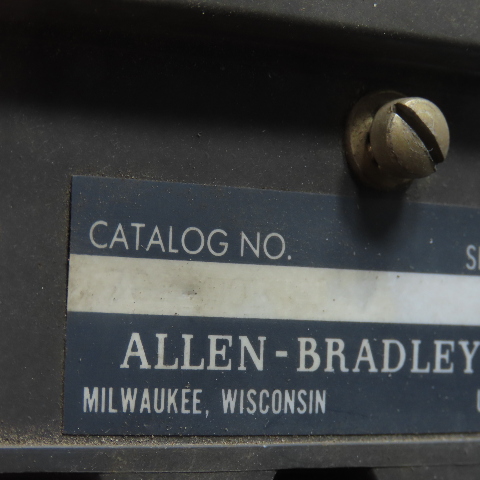 CATALOG NO.
ALLEN-BRADLEY
MILWAUKEE, WISCONSIN